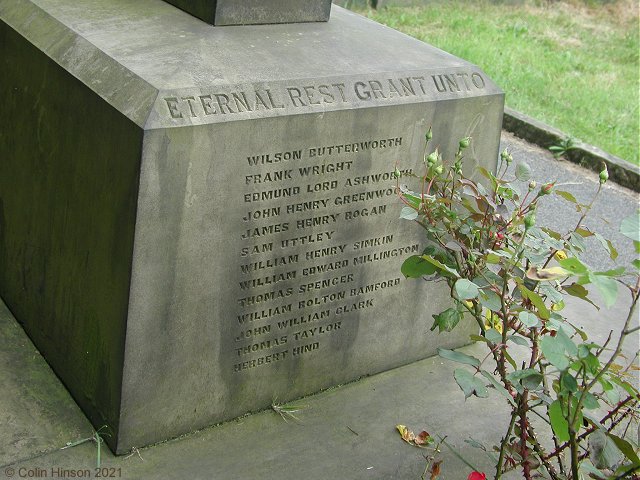 ETERNAL REST GRANT UNTO
WILSON BUTTERWORTH
FRANK WRIGHT
EDMUND LORD ASHWORTH
JOHN HENRY GREENWOOD
JAMES HENRY BOGAN
SAM UTTLEY
WILLIAM HENRY SIMKIN
WILLIAM EDWARD MILLINGTON
THOMAS SPENCER
WILLIAM BOLTON BAMFORD
JOHN WILLIAM CLARK
THOMAS TAYLOR
HERBERT HIND
© Colin Hinson 2021